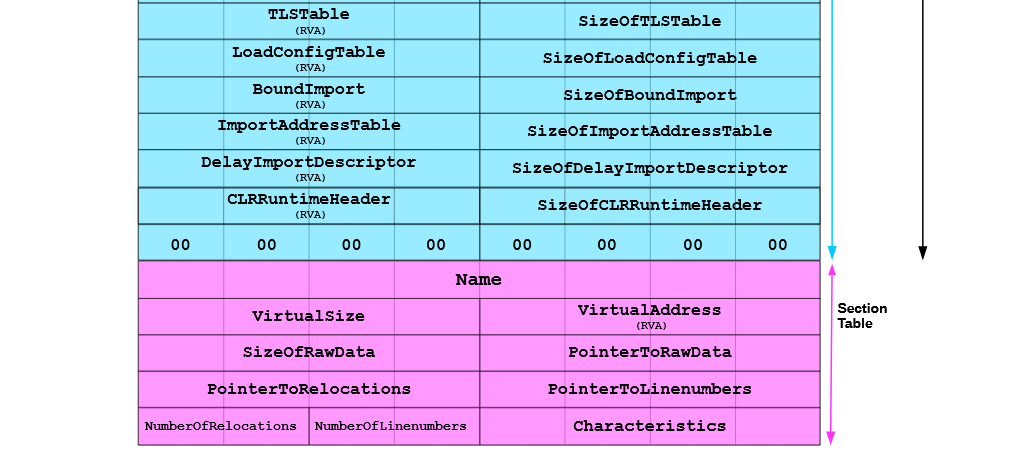 TLSTable
(RVA)
SizeOfTLSTable
LoadConfigTable
(RVA)
SizeOfLoadConfigTable
BoundImport
(RVA)
SizeOfBoundImport
ImportAddressTable
(RVA)
SizeOfImportAddressTable
DelayImportDescriptor
(RVA)
SizeOfDelayImportDescriptor
CLRRuntimeHeader
(RVA)
SizeOfCLRRuntimeHeader
00 00 00 00 00 00 00 00
Name
VirtualSize
VirtualAddress
(RVA)
Section
Table
SizeOfRawData
PointerToRawData
PointerToRelocations
PointerToLinenumbers
NumberOfRelocations
NumberOfLinenumbers
Characteristics